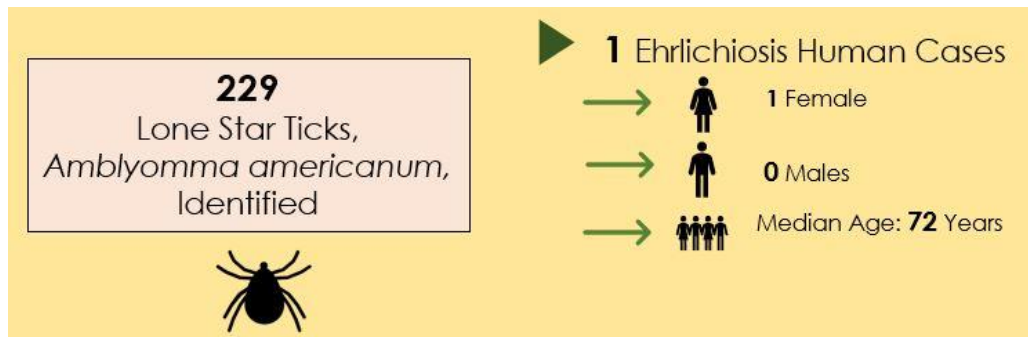 229
Lone Star Ticks,
Amblyomma americanum,
Identified
1 Ehrlichiosis Human Cases
1 Female
0 Males
Median Age: 72 Years